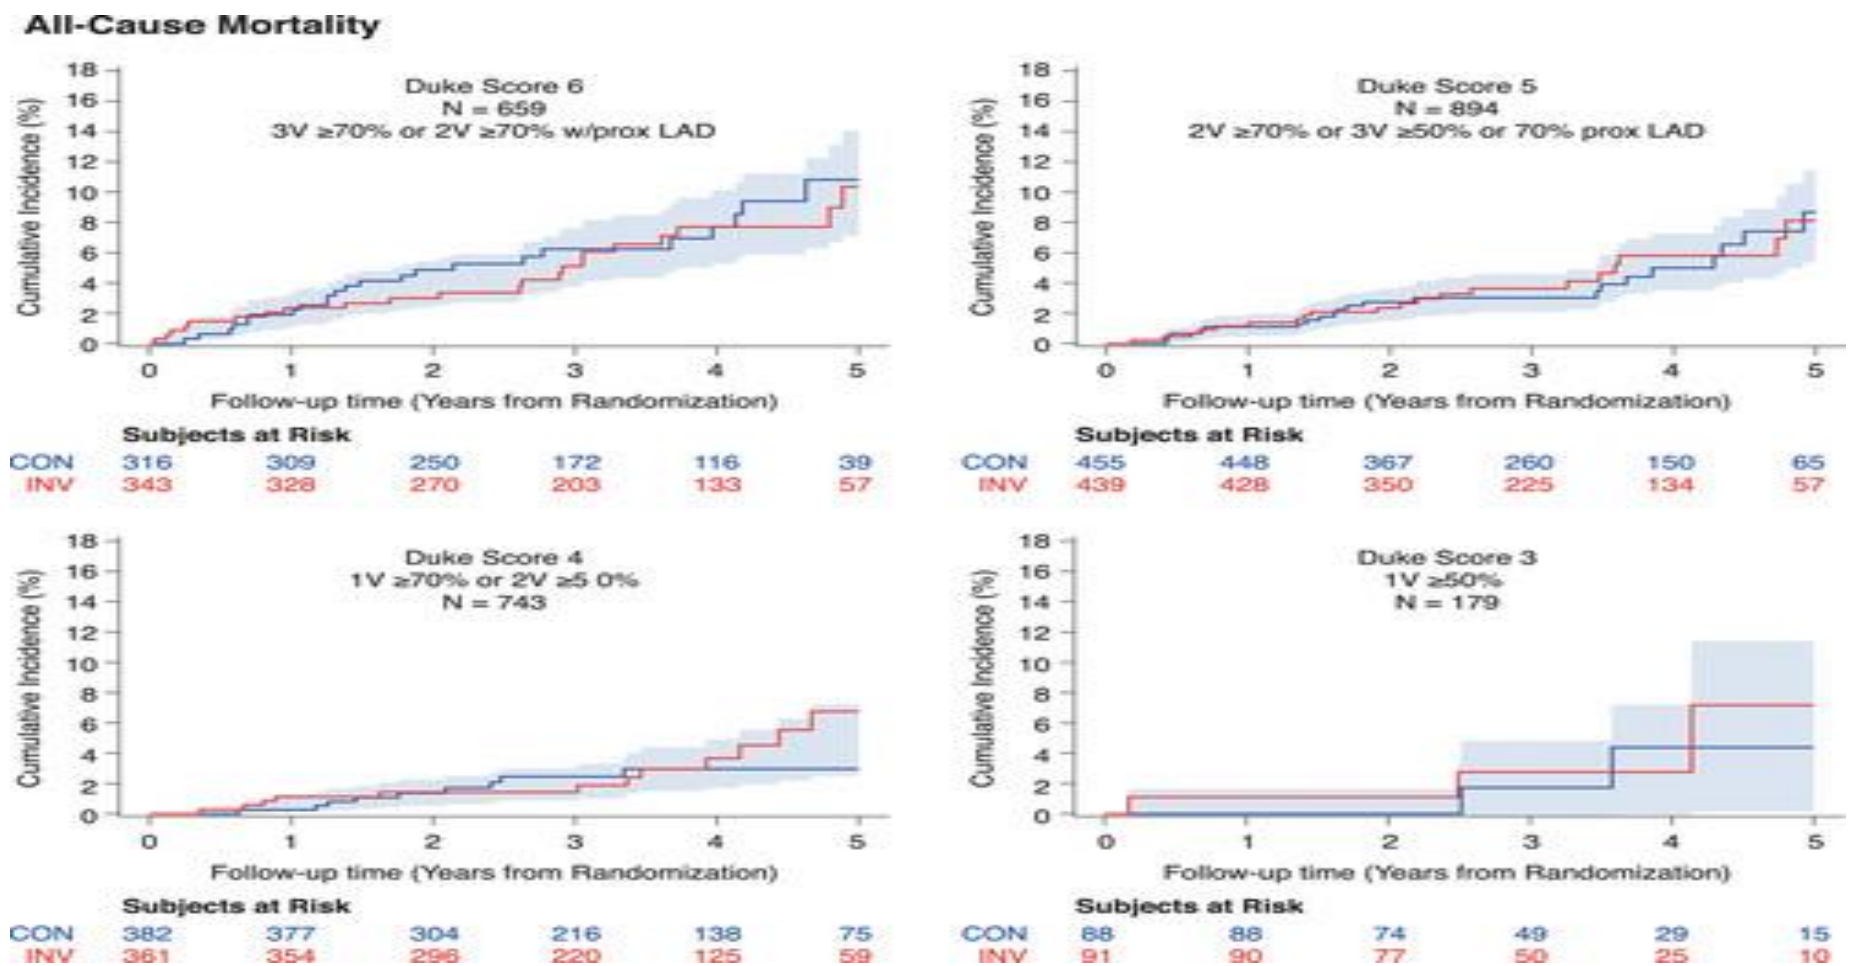 All-Cause Mortality
Duke Score 6
N = 659
3V ≥70% or 2V ≥70% w/prox LAD
Cumulative Incidence (%)
18
16
14
12
10
8
6
4
2
0
0 1 2 3 4 5
Follow-up time (Years from Randomization)
Subjects at Risk
CON 316 309 250 172 116 39
INV 343 328 270 203 133 57
Duke Score 5
N = 894
2V ≥70% or 3V ≥50% or 70% prox LAD
Cumulative Incidence (%)
18
16
14
12
10
8
6
4
2
0
0 1 2 3 4 5
Follow-up time (Years from Randomization)
Subjects at Risk
CON 455 448 367 260 150 65
INV 439 428 350 225 134 57
Duke Score 4
1V ≥70% or 2V ≥5 0%
N = 743
Cumulative Incidence (%)
18
16
14
12
10
8
6
4
2
0
0 1 2 3 4 5
Follow-up time (Years from Randomization)
Subjects at Risk
CON 382 377 304 216 138 75
INV 361 354 296 220 125 59
Duke Score 3
1V ≥50%
N = 179
Cumulative Incidence (%)
18
16
14
12
10
8
6
4
2
0
0 1 2 3 4 5
Follow-up time (Years from Randomization)
Subjects at Risk
CON 88 88 74 49 29 15
INV 91 90 77 50 25 10